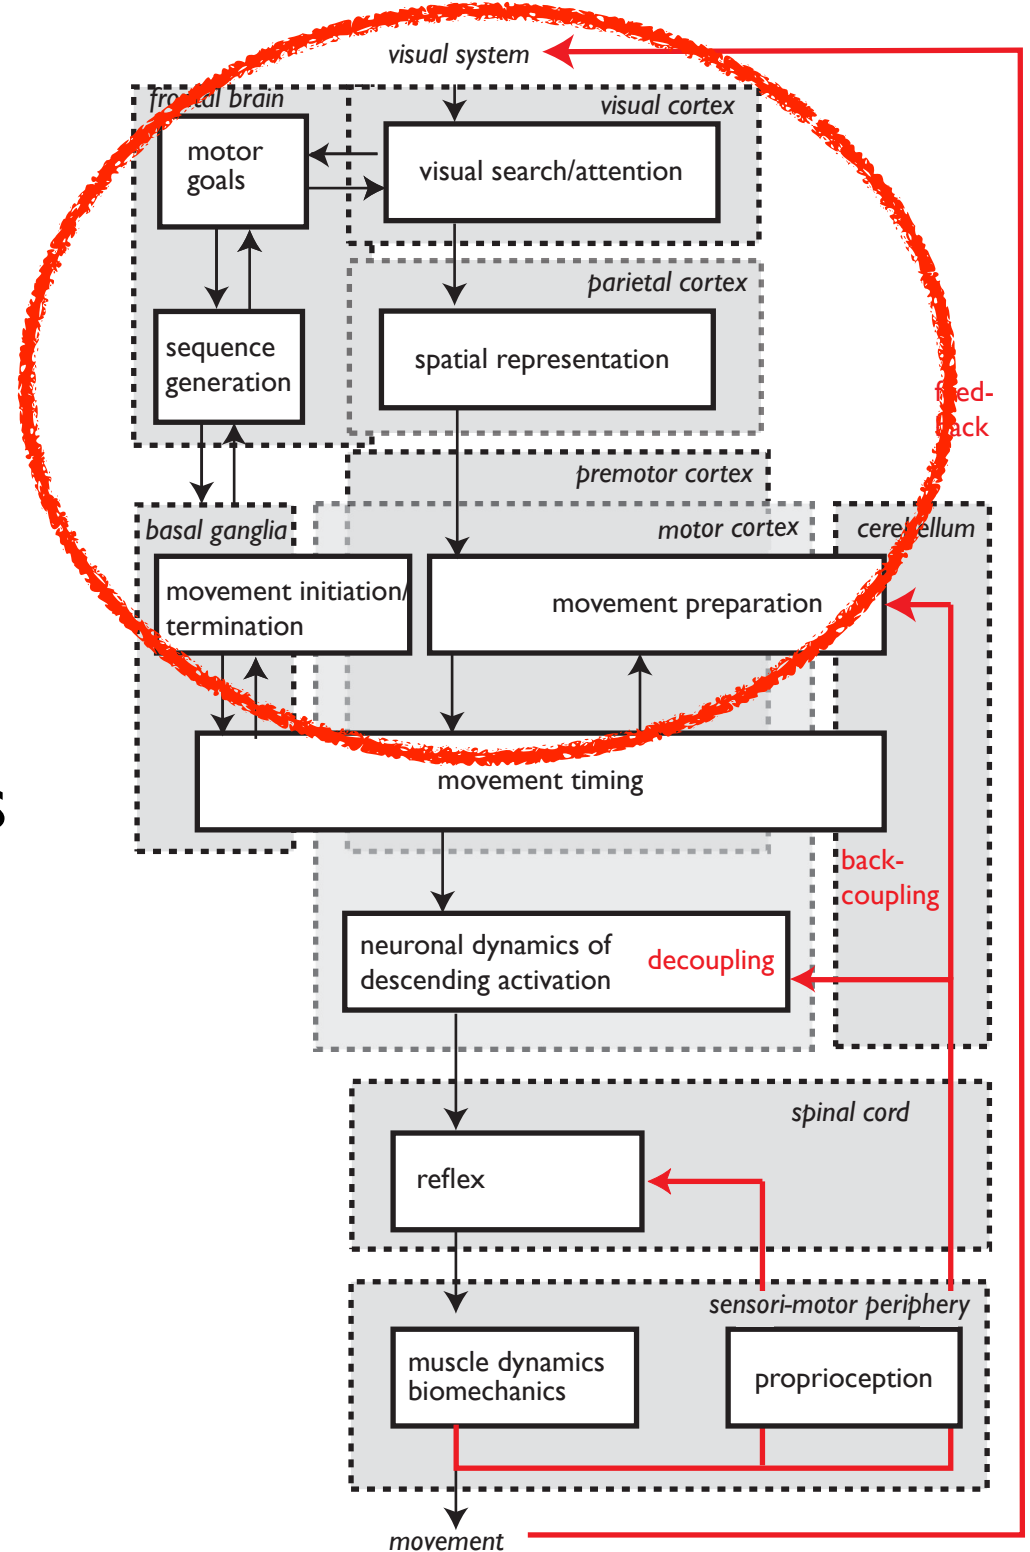 visual system
frontal brain
visual cortex
motor
goals
visual search/attention
parietal cortex
sequence
generation
spatial representation
feed-
back
premotor cortex
basal ganglia
motor cortex
cerebellum
movement initiation/
termination
movement preparation
movement timing
s
back-
coupling
neuronal dynamics of
descending activation
decoupling
spinal cord
reflex
sensori-motor periphery
muscle dynamics
biomechanics
proprioception
movement